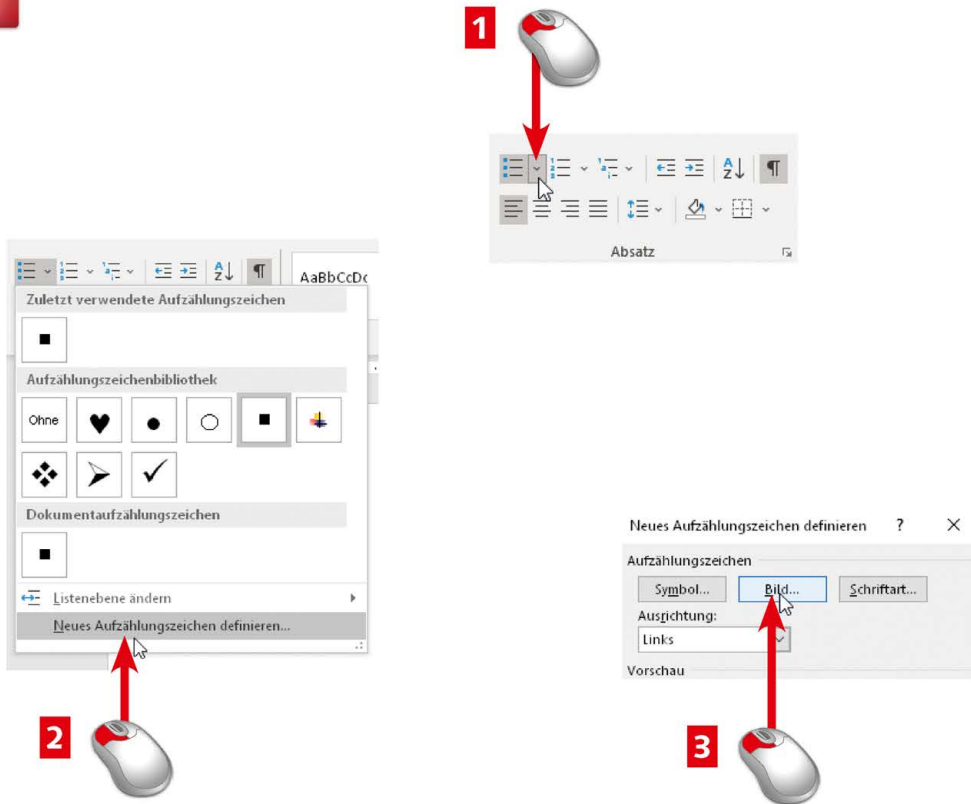 1
Absatz
AaBbCcDc
Zuletzt verwendete Aufzählungszeichen
Aufzählungszeichenbibliothek
Ohne
Dokumentaufzählungszeichen
Listenebene ändern
Neues Aufzählungszeichen definieren...
2
Neues Aufzählungszeichen definieren ? X
Aufzählungszeichen
Symbol... Bild... Schriftart...
Ausrichtung:
Links
Vorschau
3